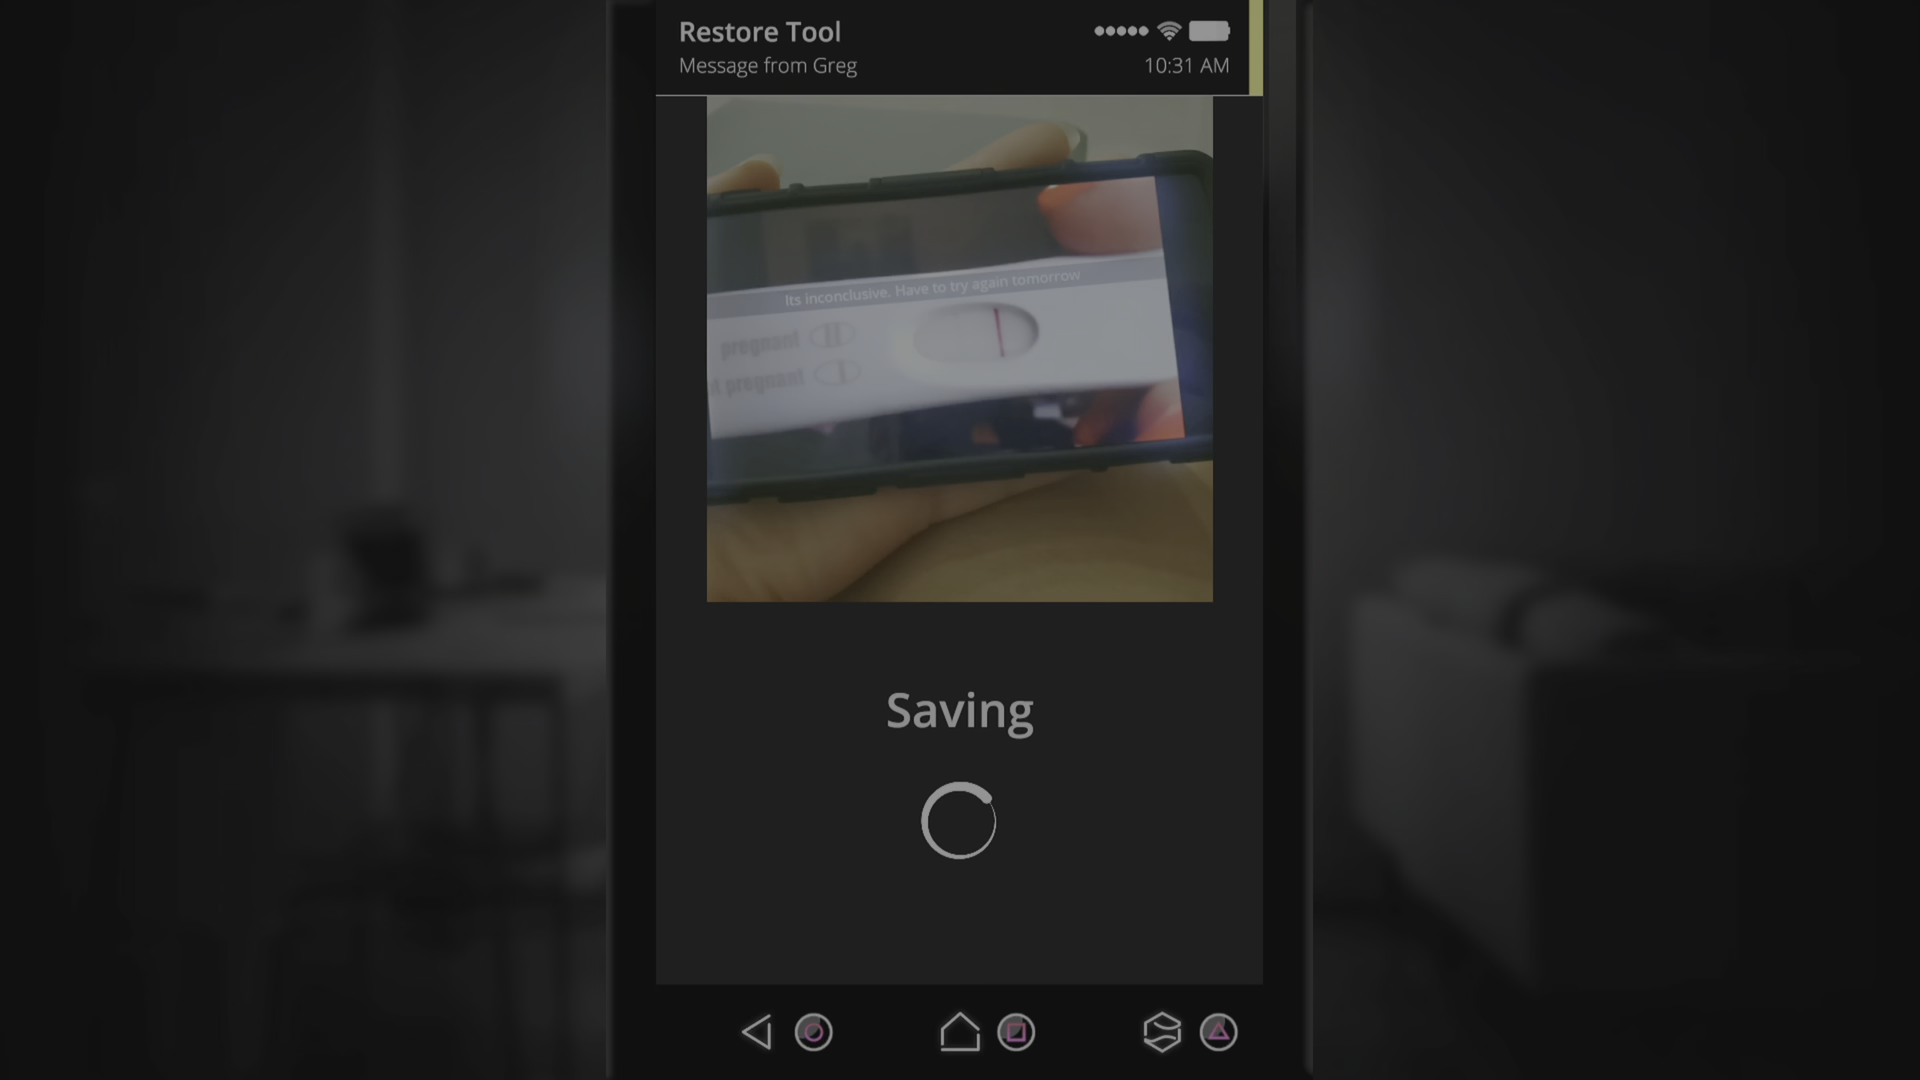 Restore Tool
Message from Greg
10:31 AM
Its inconclusive. Have to try again tomorrow
pregnant
t pregnant
Saving